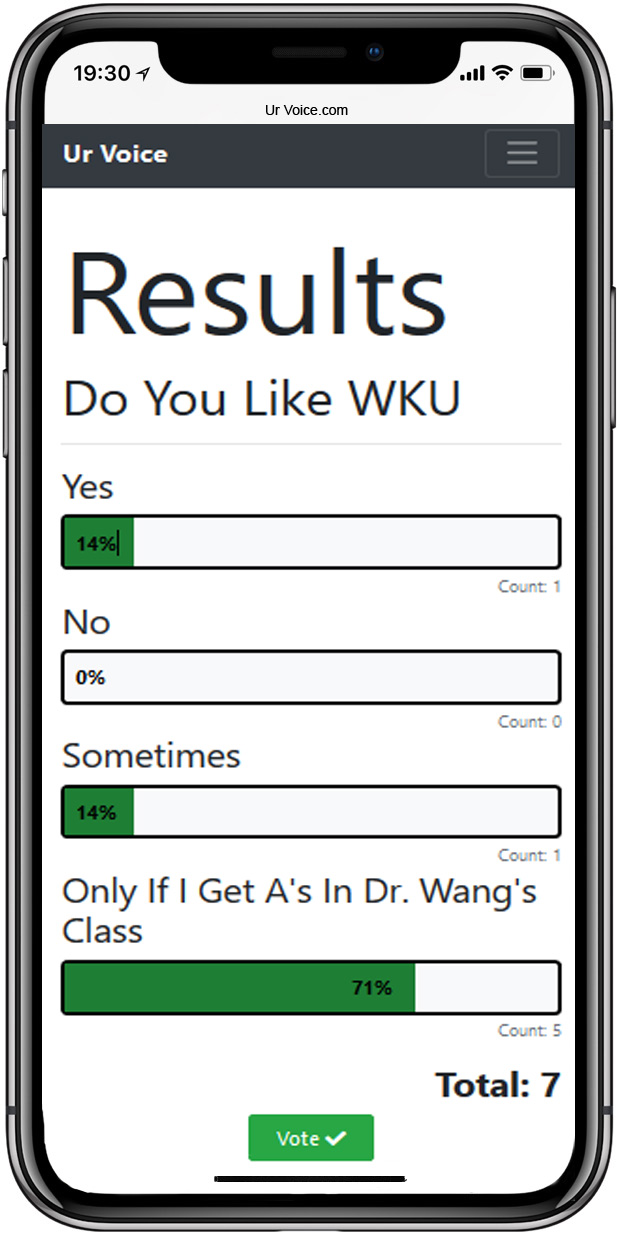 19:30
Ur Voice.com
Ur Voice
Results
Do You Like WKU
Yes
14%
Count: 1
No
0%
Count: 0
Sometimes
14%
Count: 1
Only If I Get A's In Dr. Wang's
Class
71%
Count: 5
Total: 7
Vote